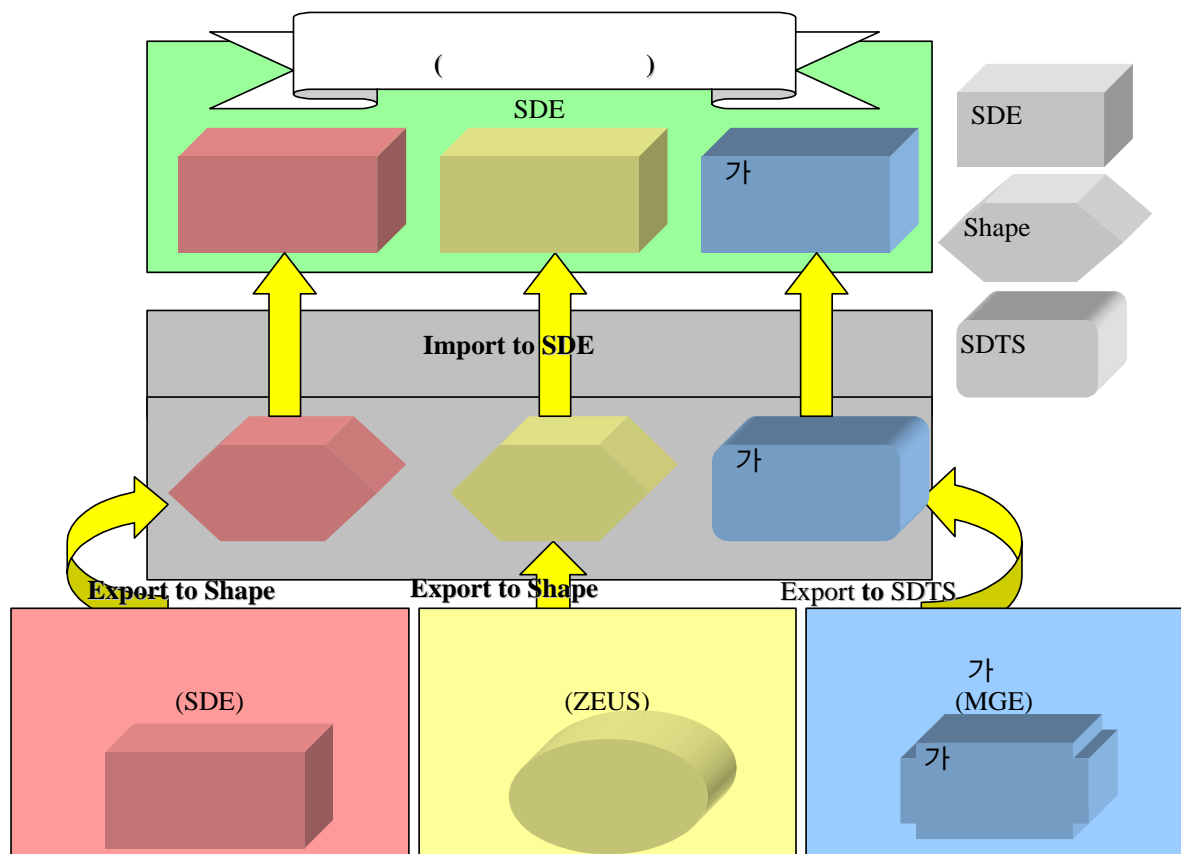 ( )
SDE
가
SDE
Shape
SDTS
Import to SDE
가
Export to Shape
Export to Shape
Export to SDTS
(SDE)
(ZEUS)
가
(MGE)
가